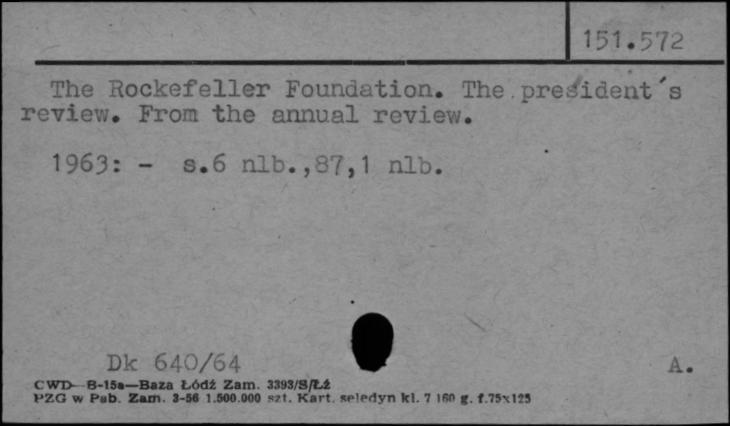 151.572
The Rockefeller Foundation. The president's
review. From the annual review.
1963: - s.6 nlb.,87,1 nlb.
Dk 640/64
A.
CWD—B-15a—Baza Łódź Zam. 3393/S/Łź
PZG w Pab. Zam. 3-56 1.500.000 szt. Kart. seledyn kl. 7 160 g. f.75x125